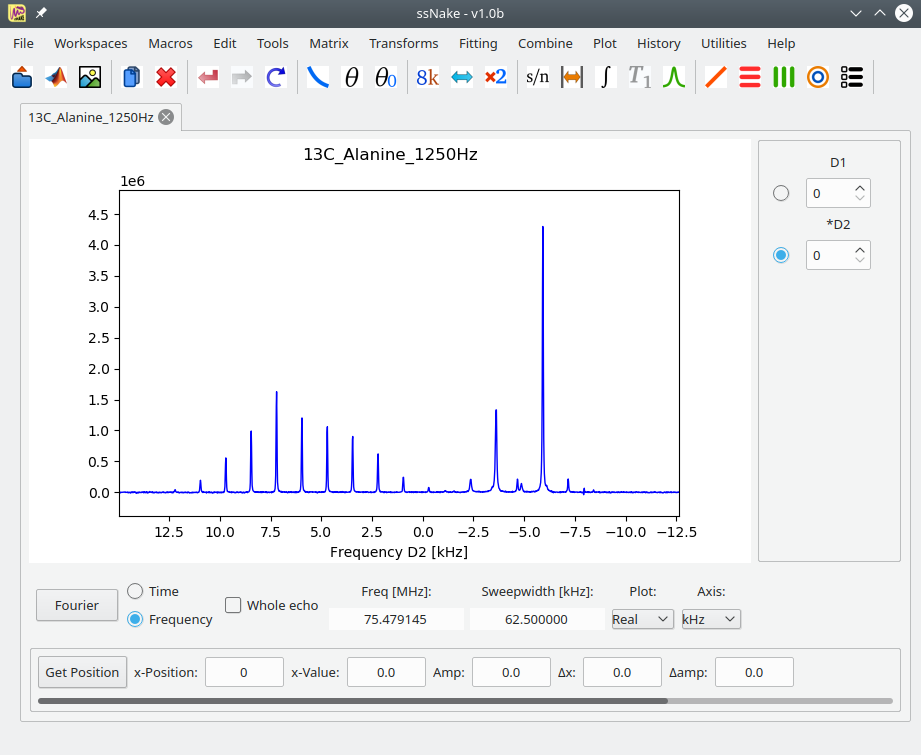 ssNake - v1.0b
File Workspaces Macros Edit Tools Matrix Transforms Fitting Combine Plot History Utilities Help
θ θ0 8k ×2 s/n ∫ T1
13C_Alanine_1250Hz
13C_Alanine_1250Hz
1e6
4.5
4.0
3.5
3.0
2.5
2.0
1.5
1.0
0.5
0.0
12.5 10.0 7.5 5.0 2.5 0.0 −2.5 −5.0 −7.5 −10.0 −12.5
Frequency D2 [kHz]
D1
0
*D2
0
Fourier
Time
Frequency
Whole echo
Freq [MHz]: Sweepwidth [kHz]: Plot: Axis:
75.479145 62.500000 Real kHz
Get Position x-Position: 0 x-Value: 0.0 Amp: 0.0 Δx: 0.0 Δamp: 0.0